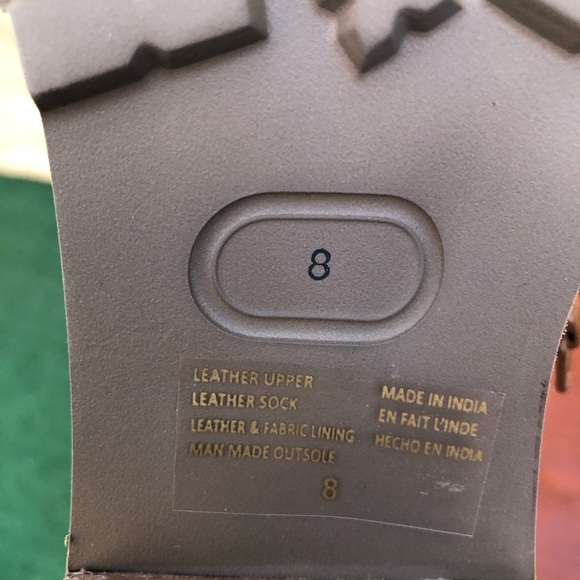 8
LEATHER UPPER
LEATHER SOCK
LEATHER & FABRIC LINING
MAN MADE OUTSOLE
8
MADE IN INDIA
EN FAIT L'INDE
HECHO EN INDIA